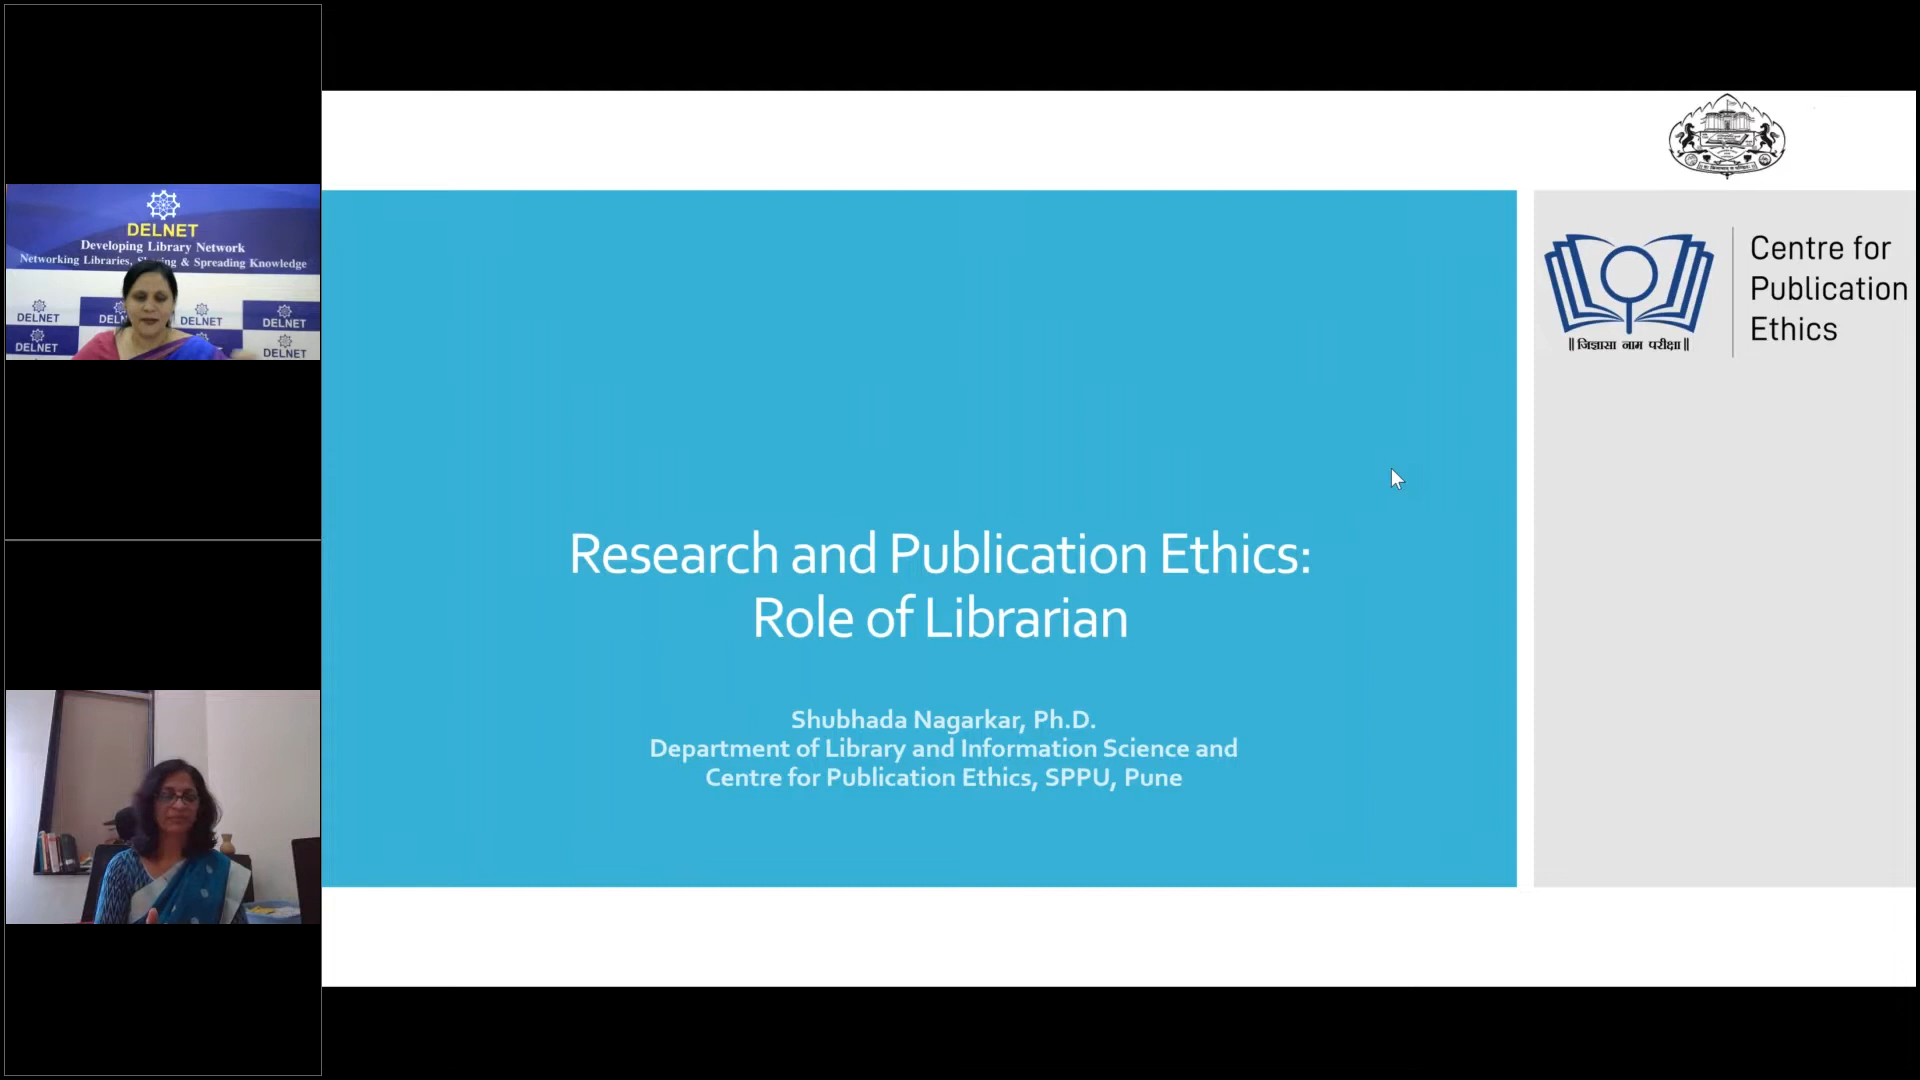 DELNET
Developing Library Network
Networking Libraries, & Spreading Knowledge
DELNET
DELNET
DELNET
DELNET
DELNET
Research and Publication Ethics:
Role of Librarian
Shubhada Nagarkar, Ph.D.
Department of Library and Information Science and
Centre for Publication Ethics, SPPU, Pune
Centre for
Publication
Ethics
॥जिज्ञासा नाम परीक्षा॥